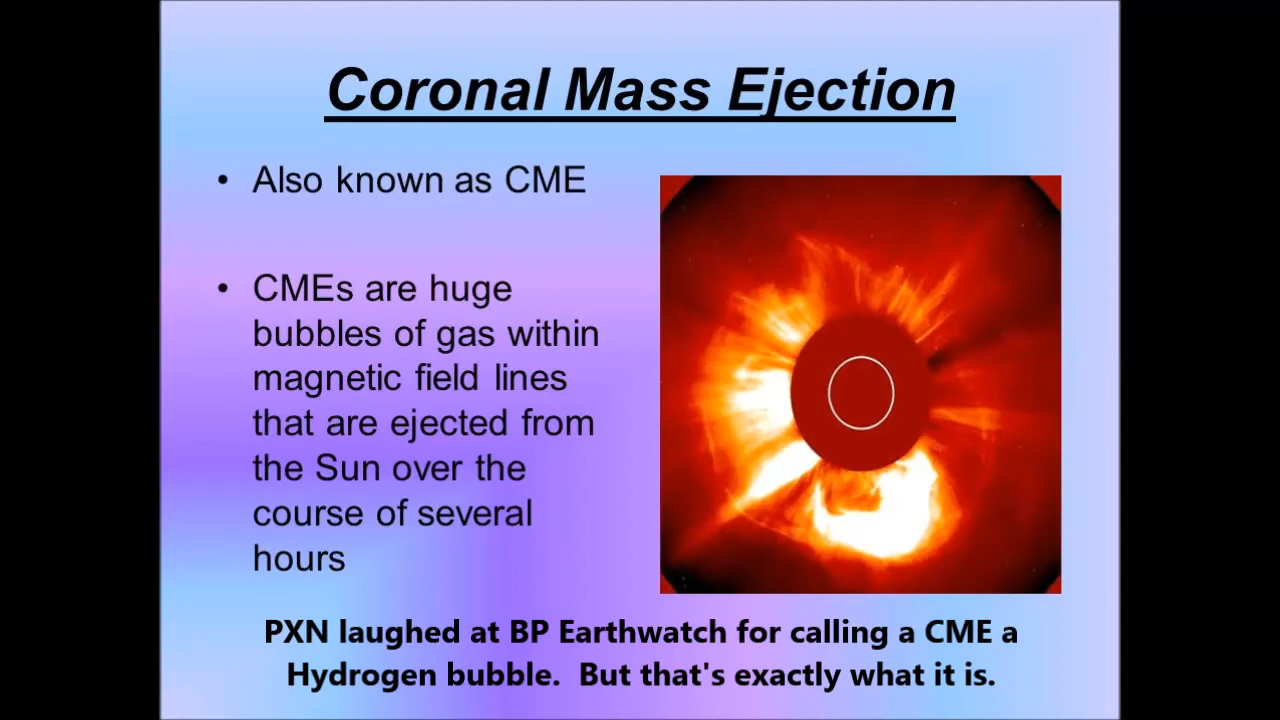 Coronal Mass Ejection
• Also known as CME
• CMEs are huge
bubbles of gas within
magnetic field lines
that are ejected from
the Sun over the
course of several
hours
PXN laughed at BP Earthwatch for calling a CME a
Hydrogen bubble.  But that's exactly what it is.